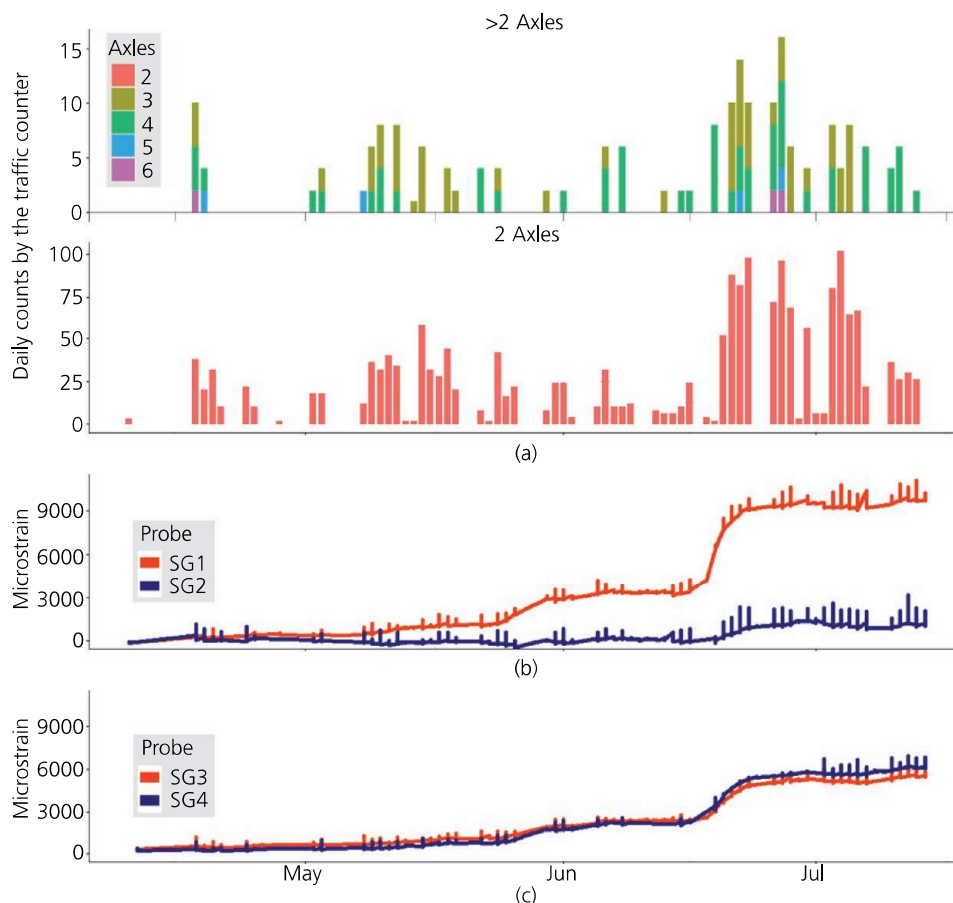 >2 Axles
Axles
2
3
4
5
6
15
10
5
0
Daily counts by the traffic counter
2 Axles
100
75
50
25
0
(a)
Microstrain
9000
6000
3000
0
Probe
SG1
SG2
(b)
Microstrain
9000
6000
3000
0
Probe
SG3
SG4
May
Jun
Jul
(c)